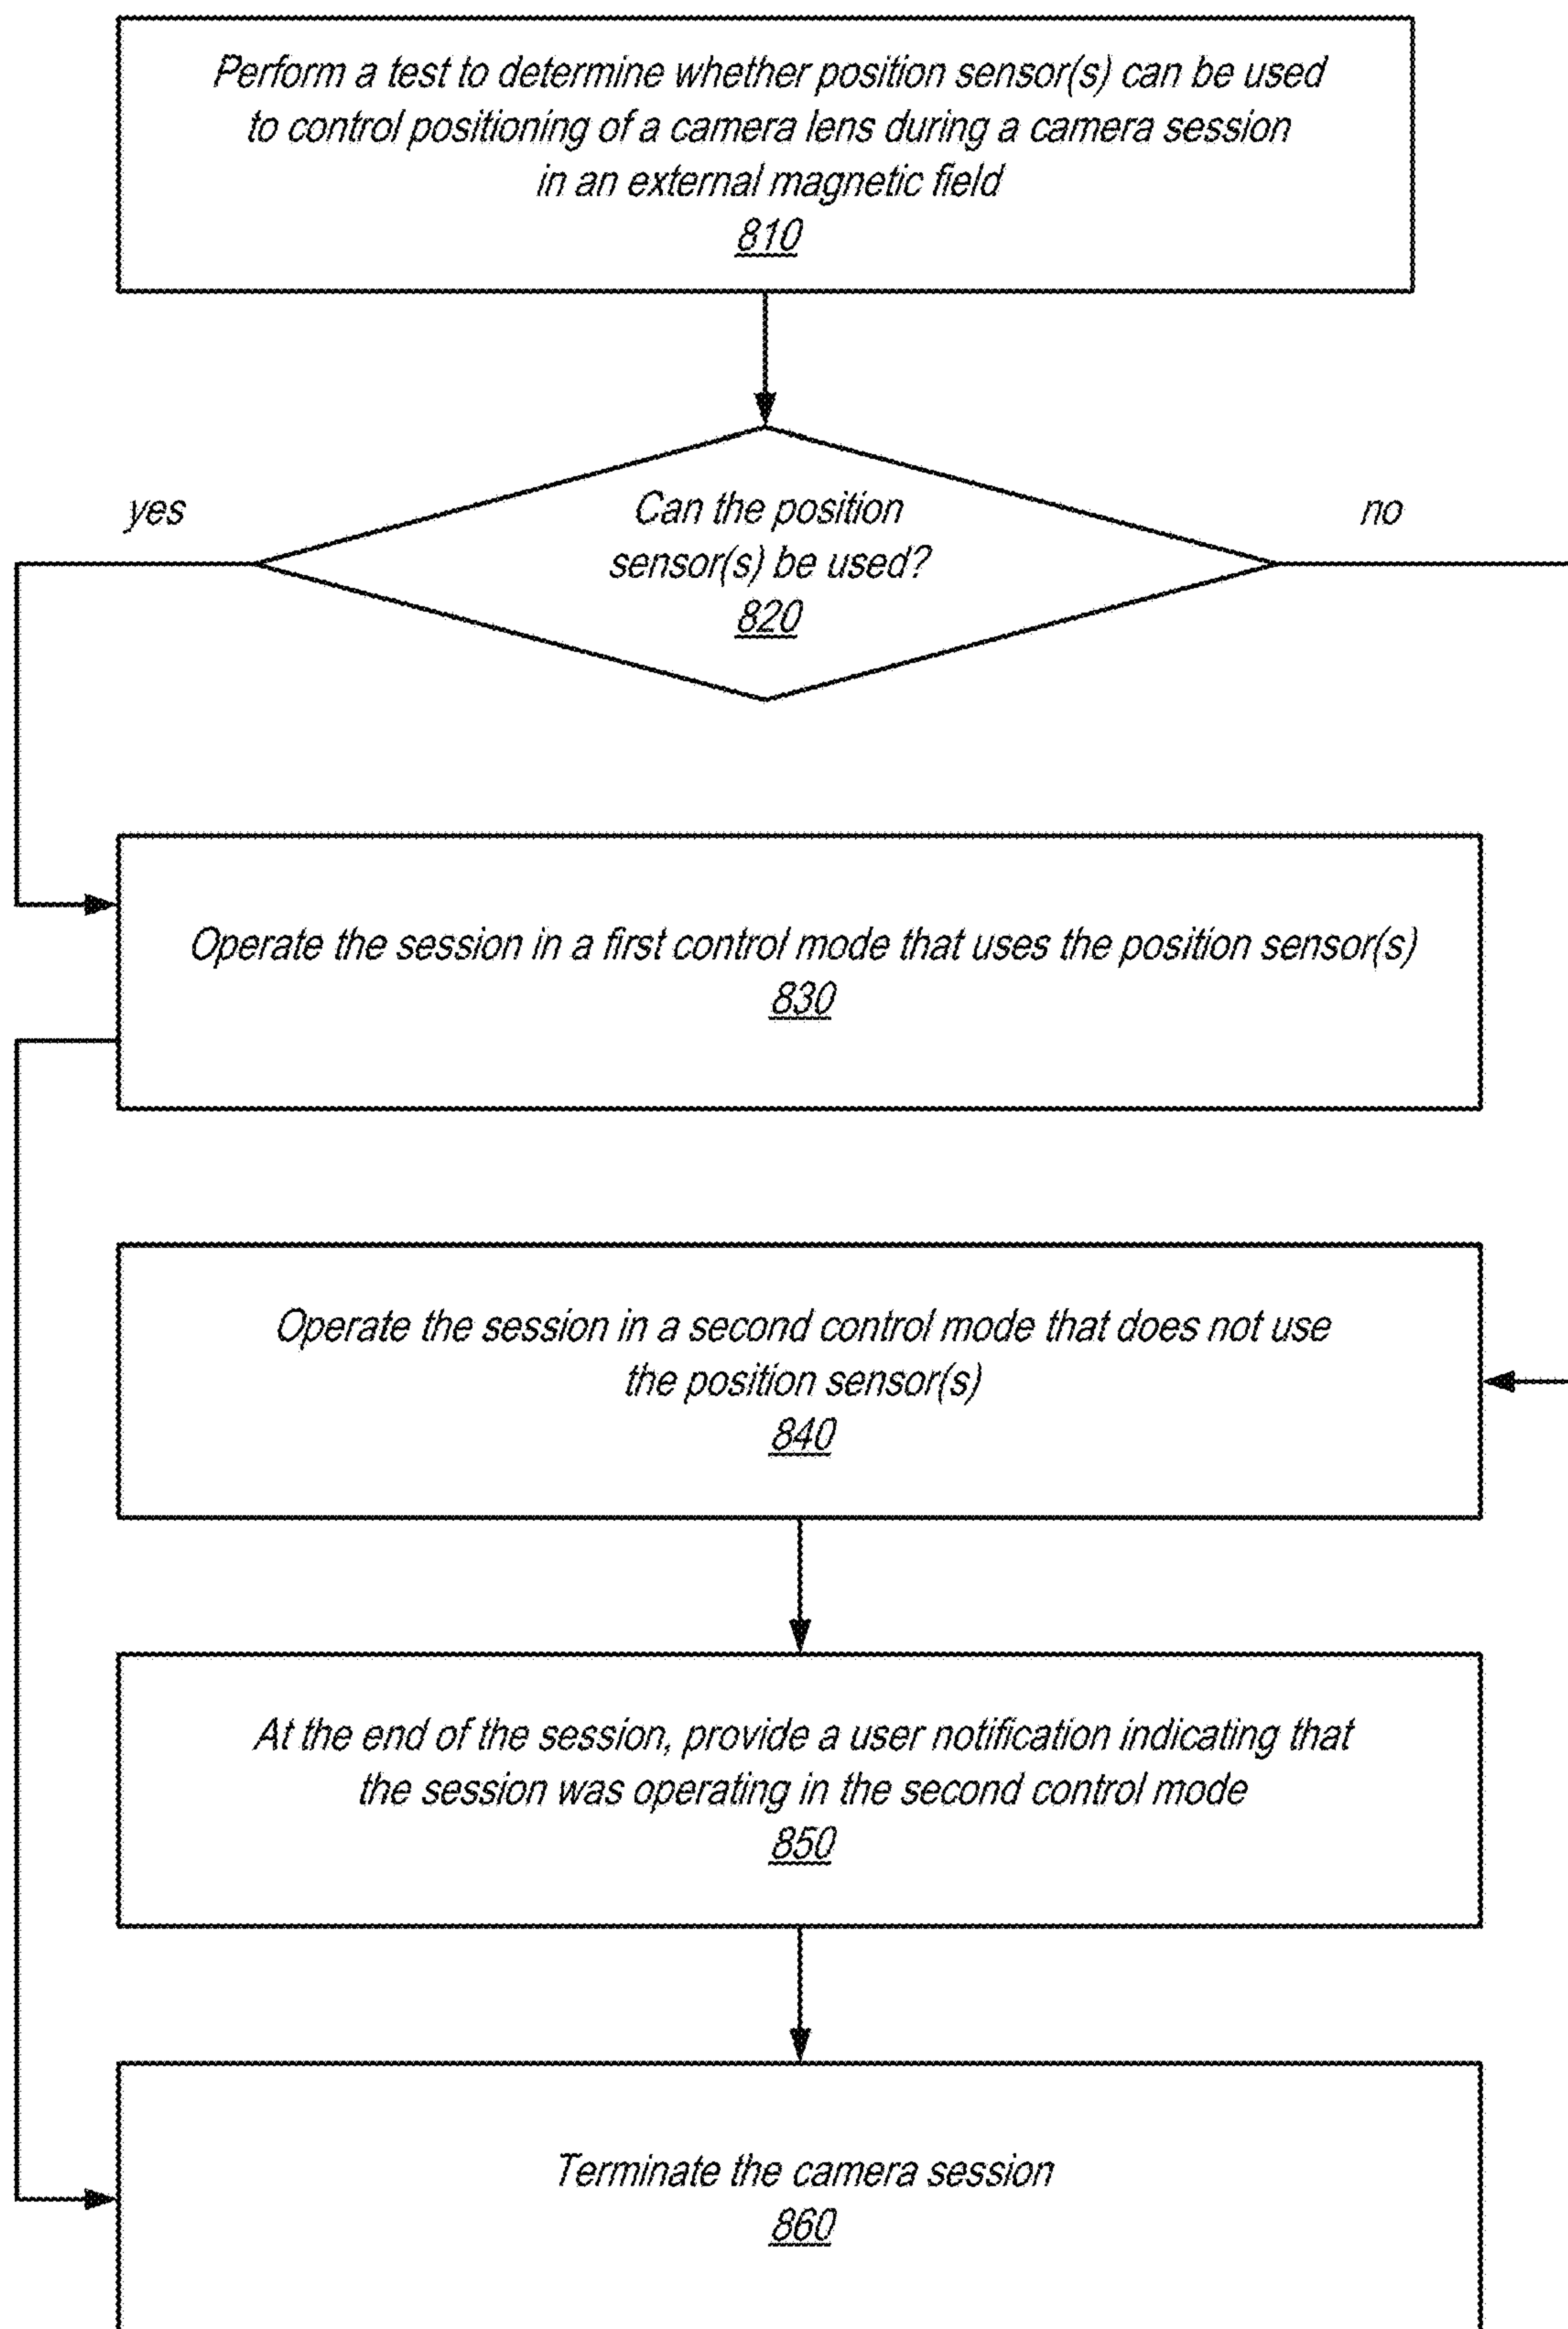 Perform a test to determine whether position sensor(s) can be used
to control positioning of a camera lens during a camera session
in an external magnetic field
810
yes
no
Can the position
sensor(s) be used?
820
Operate the session in a first control mode that uses the position sensor(s)
830
Operate the session in a second control mode that does not use
the position sensor(s)
840
At the end of the session, provide a user notification indicating that
the session was operating in the second control mode
850
Terminate the camera session
860